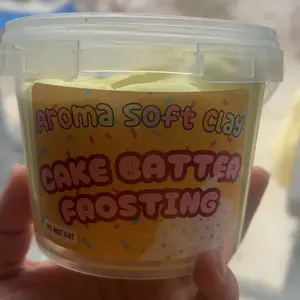 Aroma Soft Clay
CAKE BATTER
FROSTING
DO NOT EAT